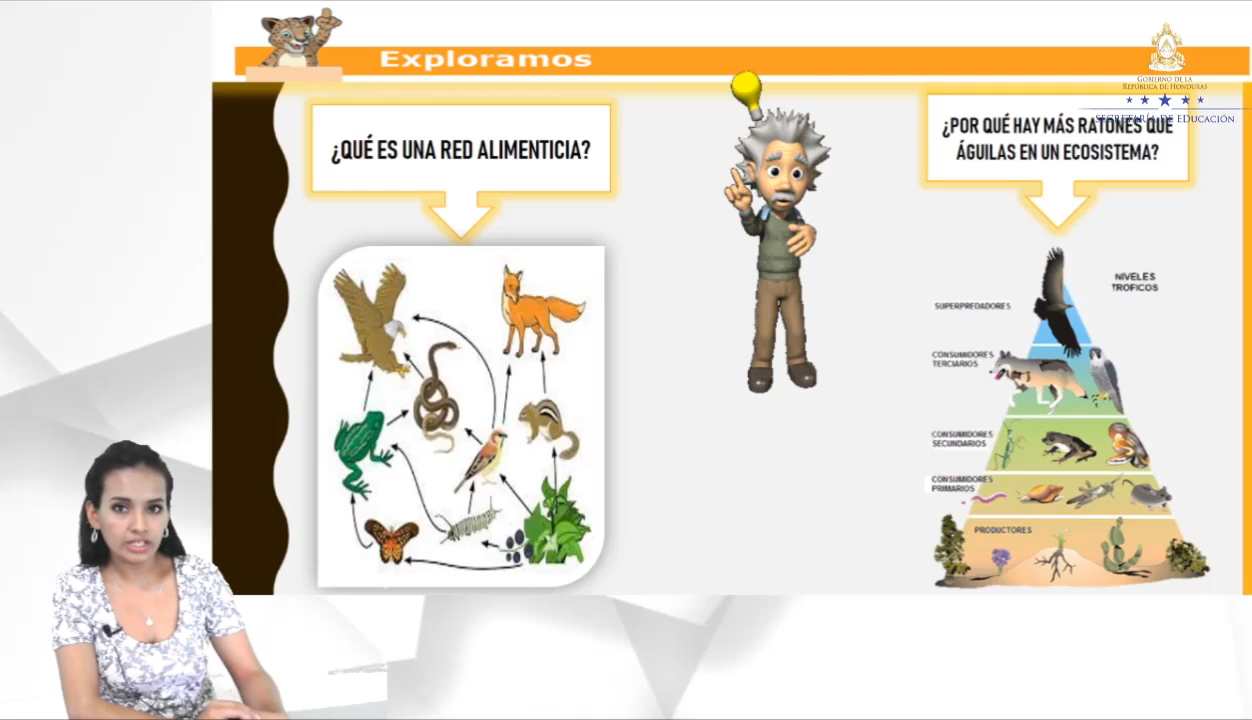 Exploramos
GOBIERNO DE LA
REPÚBLICA DE HONDURAS
SECRETARÍA DE EDUCACIÓN
¿QUÉ ES UNA RED ALIMENTICIA?
¿POR QUÉ HAY MÁS RATONES QUE
ÁGUILAS EN UN ECOSISTEMA?
NIVELES
TROFICOS
SUPERPREDADORES
CONSUMIDORES
TERCIARIOS
CONSUMIDORES
SECUNDARIOS
CONSUMIDORES
PRIMARIOS
PRODUCTORES